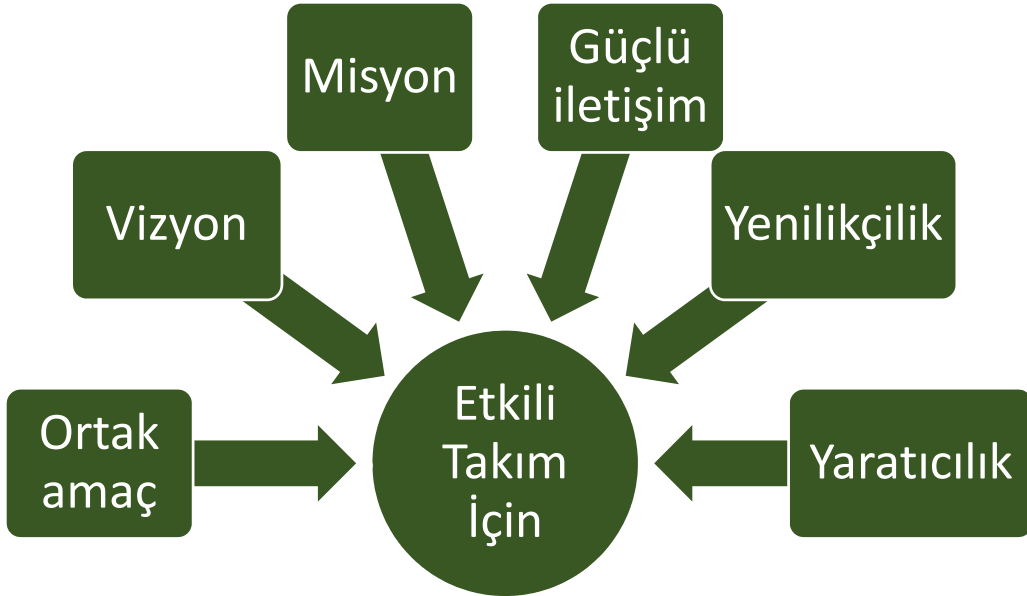 Misyon
Güçlü
iletişim
Vizyon
Yenilikçilik
Ortak
amaç
Etkili
Takım
İçin
Yaratıcılık